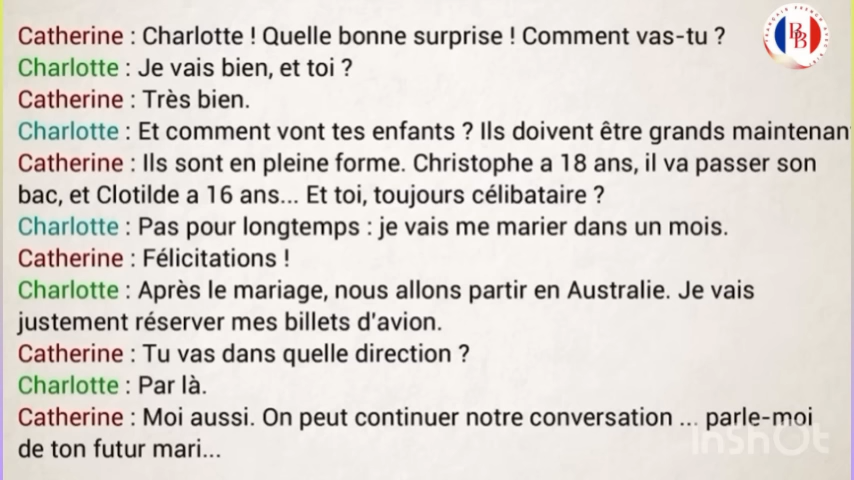 Catherine : Charlotte ! Quelle bonne surprise ! Comment vas-tu ?
Charlotte : Je vais bien, et toi ?
Catherine : Très bien.
Charlotte : Et comment vont tes enfants ? Ils doivent être grands maintenan
Catherine : Ils sont en pleine forme. Christophe a 18 ans, il va passer son
bac, et Clotilde a 16 ans... Et toi, toujours célibataire ?
Charlotte : Pas pour longtemps : je vais me marier dans un mois.
Catherine : Félicitations !
Charlotte : Après le mariage, nous allons partir en Australie. Je vais
justement réserver mes billets d'avion.
Catherine : Tu vas dans quelle direction ?
Charlotte : Par là.
Catherine : Moi aussi. On peut continuer notre conversation ... parle-moi
de ton futur mari...
InShOt